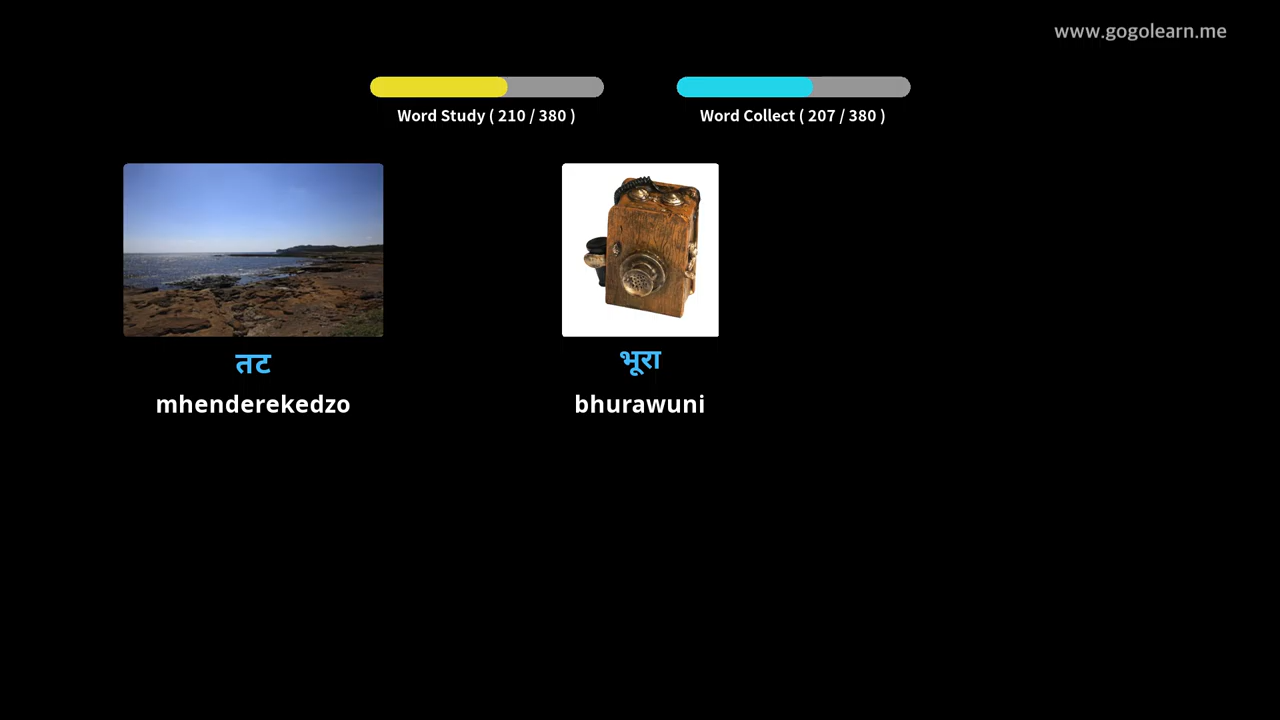 www.gogolearn.me
Word Study ( 210 / 380 )
Word Collect ( 207 / 380 )
तट
भूरा
mhenderekedzo
bhurawuni